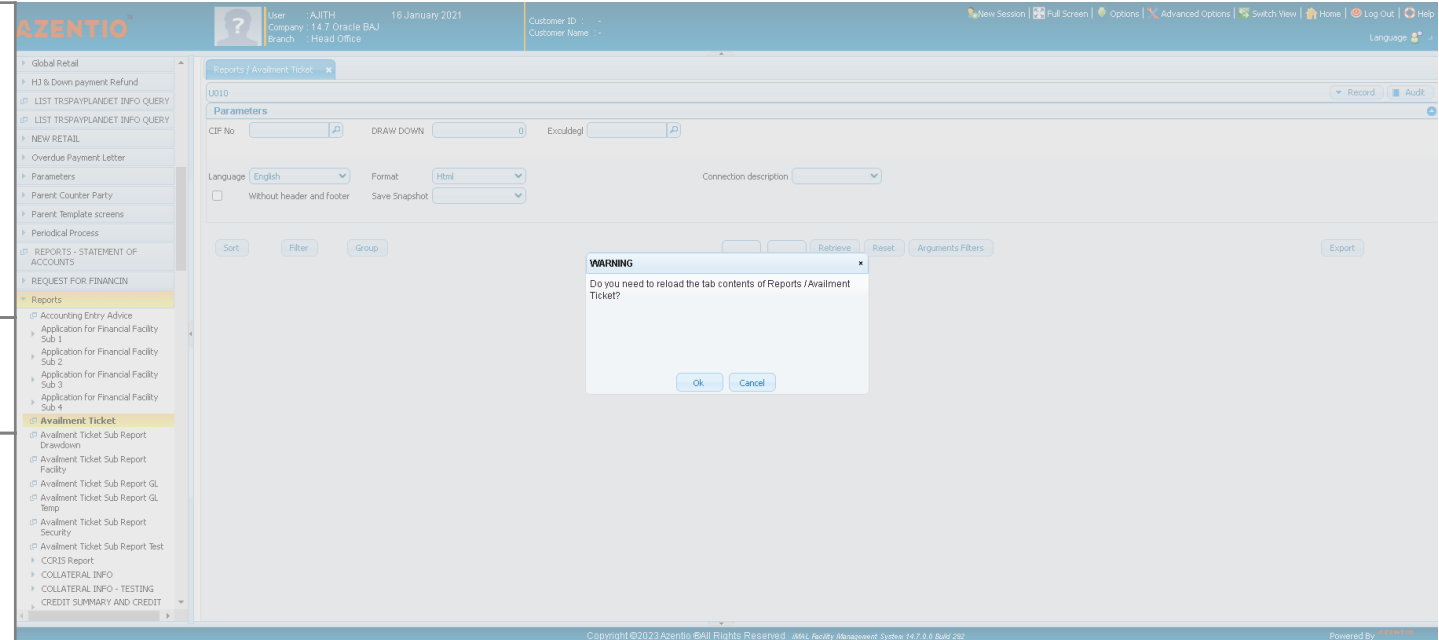 AZENTIO
User : AJITH 16 January 2021
Company : 14.7 Oracle BAJ
Branch : Head Office
Customer ID : -
Customer Name : -
New Session | Full Screen | Options | Advanced Options | Switch View | Home | Log Out | Help
Language
Global Retail
HJ & Down payment Refund
LIST TRSPAYPLANDET INFO QUERY
LIST TRSPAYPLANDET INFO QUERY
NEW RETAIL
Overdue Payment Letter
Parameters
Parent Counter Party
Parent Template screens
Periodical Process
REPORTS - STATEMENT OF
ACCOUNTS
REQUEST FOR FINANCIN
Reports
Accounting Entry Advice
Application for Financial Facility
Sub 1
Application for Financial Facility
Sub 2
Application for Financial Facility
Sub 3
Application for Financial Facility
Sub 4
Availment Ticket
Availment Ticket Sub Report
Drawdown
Availment Ticket Sub Report
Facility
Availment Ticket Sub Report GL
Availment Ticket Sub Report GL
Temp
Availment Ticket Sub Report
Security
Availment Ticket Sub Report Test
CCRIS Report
COLLATERAL INFO
COLLATERAL INFO - TESTING
CREDIT SUMMARY AND CREDIT
Reports / Availment Ticket ×
U010 Record Audit
Parameters
CIF No DRAW DOWN 0 Exculdegl
Language English Format Html Connection description
Without header and footer Save Snapshot
Sort Filter Group Retrieve Reset Arguments Filters Export
WARNING ×
Do you need to reload the tab contents of Reports / Availment
Ticket?
Ok Cancel
Copyright ©2023 Azentio ®All Rights Reserved iMAL Facility Management System 14.7.0.0 Build 292 Powered By